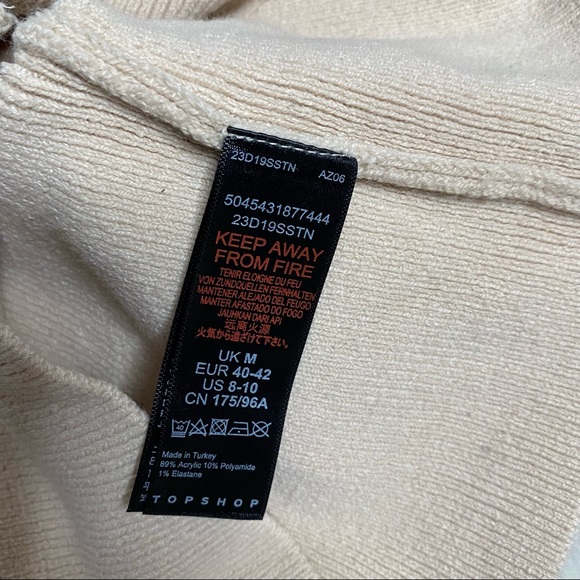 23D19SSTN AZ06
5045431877444
23D19SSTN
KEEP AWAY
FROM FIRE
TENIR ELOIGNE DU FEU
VON ZUNDQUELLEN FERNHALTEN
MANTENER ALEJADO DEL FEUGO
MANTER AFASTADO DO FOGO
JAUHKAN DARI API
远离火源
火気から遠ざけて下さい。
UK M
EUR 40-42
US 8-10
CN 175/96A
40
Made in Turkey
89% Acrylic 10% Polyamide
1% Elastane
TOPSHOP